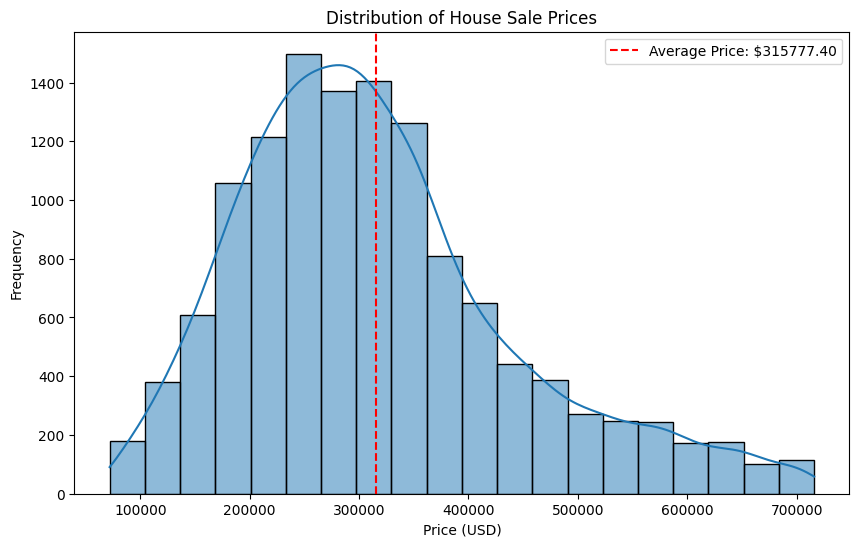 Distribution of House Sale Prices
Average Price: $315777.40
Frequency
1400
1200
1000
800
600
400
200
0
100000 200000 300000 400000 500000 600000 700000
Price (USD)